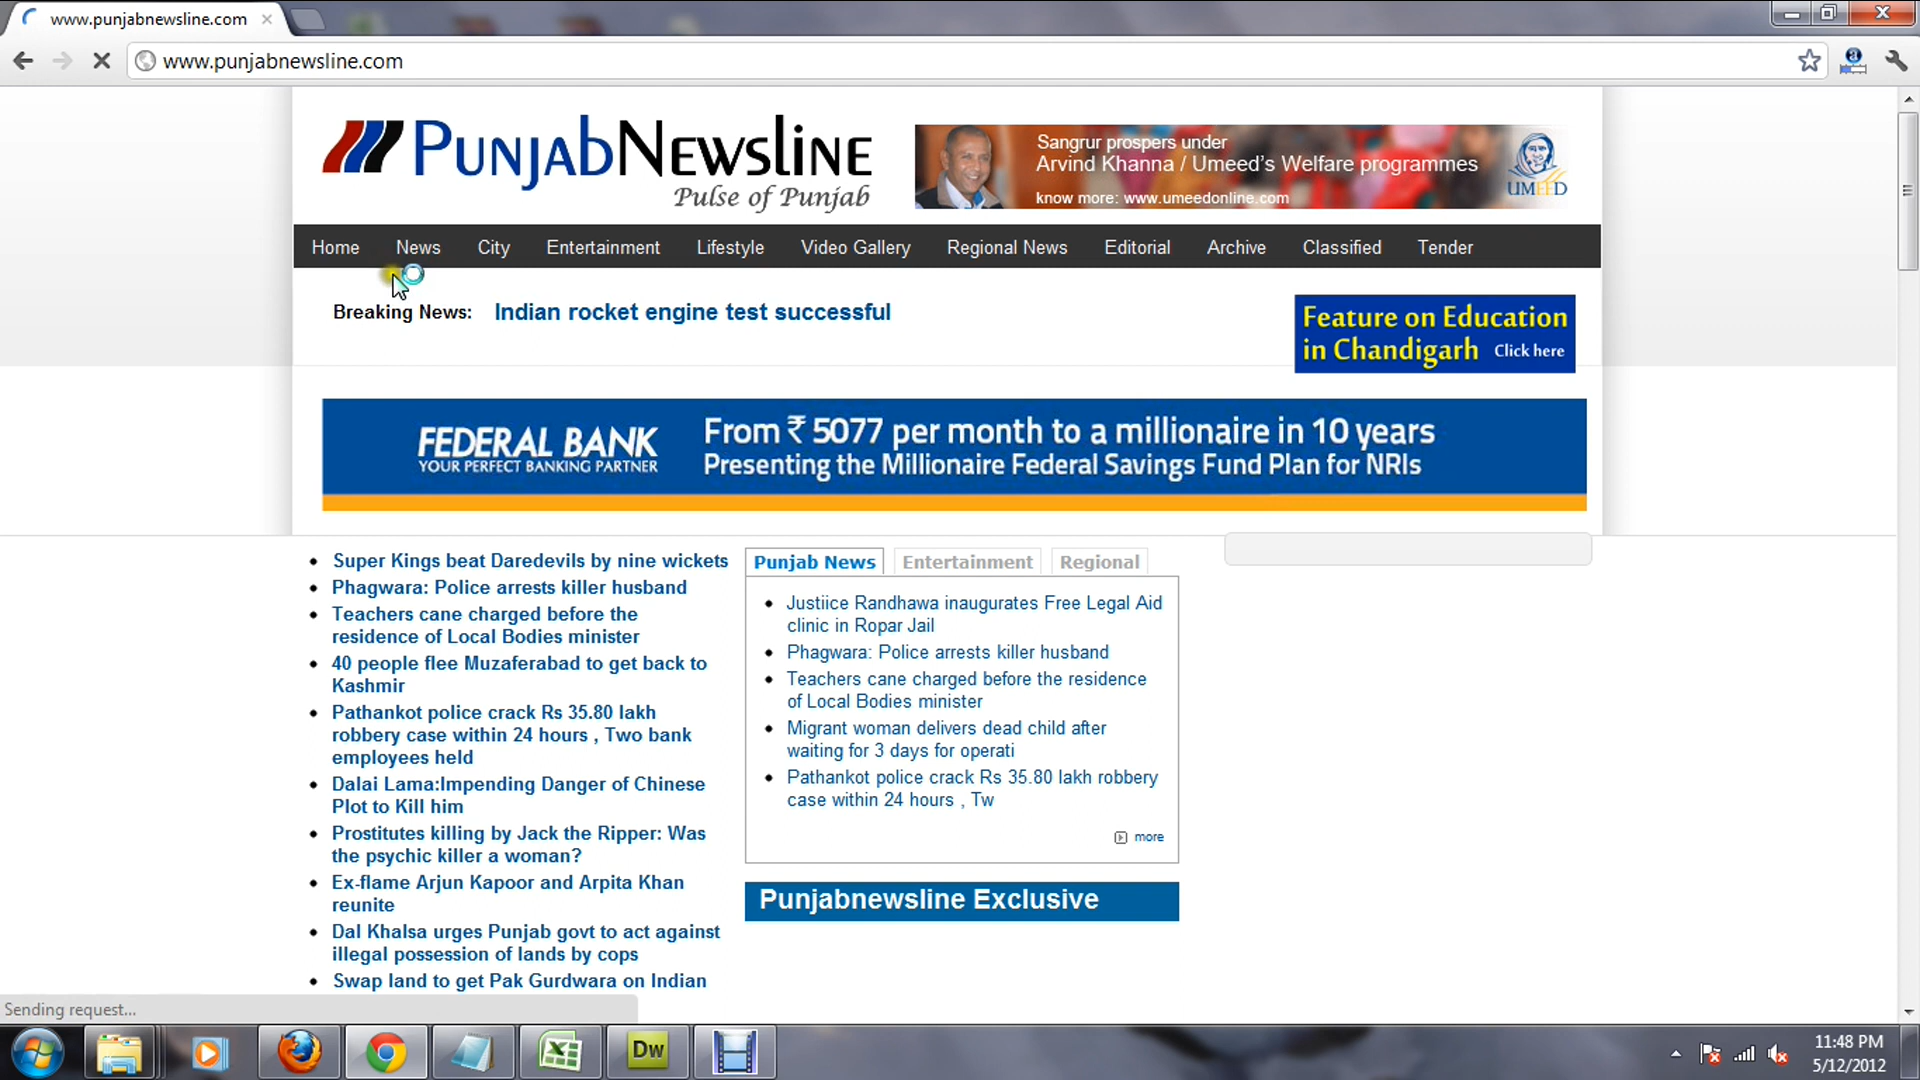 www.punjabnewsline.com
www.punjabnewsline.com
PunjabNewsline
Pulse of Punjab
Sangrur prospers under
Arvind Khanna / Umeed's Welfare programmes
know more: www.umeedonline.com
UMEED
Home News City Entertainment Lifestyle Video Gallery Regional News Editorial Archive Classified Tender
Breaking News: Indian rocket engine test successful
Feature on Education
in Chandigarh Click here
FEDERAL BANK
YOUR PERFECT BANKING PARTNER
From ₹ 5077 per month to a millionaire in 10 years
Presenting the Millionaire Federal Savings Fund Plan for NRIs
Super Kings beat Daredevils by nine wickets
Phagwara: Police arrests killer husband
Teachers cane charged before the
residence of Local Bodies minister
40 people flee Muzaferabad to get back to
Kashmir
Pathankot police crack Rs 35.80 lakh
robbery case within 24 hours , Two bank
employees held
Dalai Lama:Impending Danger of Chinese
Plot to Kill him
Prostitutes killing by Jack the Ripper: Was
the psychic killer a woman?
Ex-flame Arjun Kapoor and Arpita Khan
reunite
Dal Khalsa urges Punjab govt to act against
illegal possession of lands by cops
Swap land to get Pak Gurdwara on Indian
Punjab News Entertainment Regional
Justiice Randhawa inaugurates Free Legal Aid
clinic in Ropar Jail
Phagwara: Police arrests killer husband
Teachers cane charged before the residence
of Local Bodies minister
Migrant woman delivers dead child after
waiting for 3 days for operati
Pathankot police crack Rs 35.80 lakh robbery
case within 24 hours , Tw
more
Punjabnewsline Exclusive
Sending request...
Dw
11:48 PM
5/12/2012